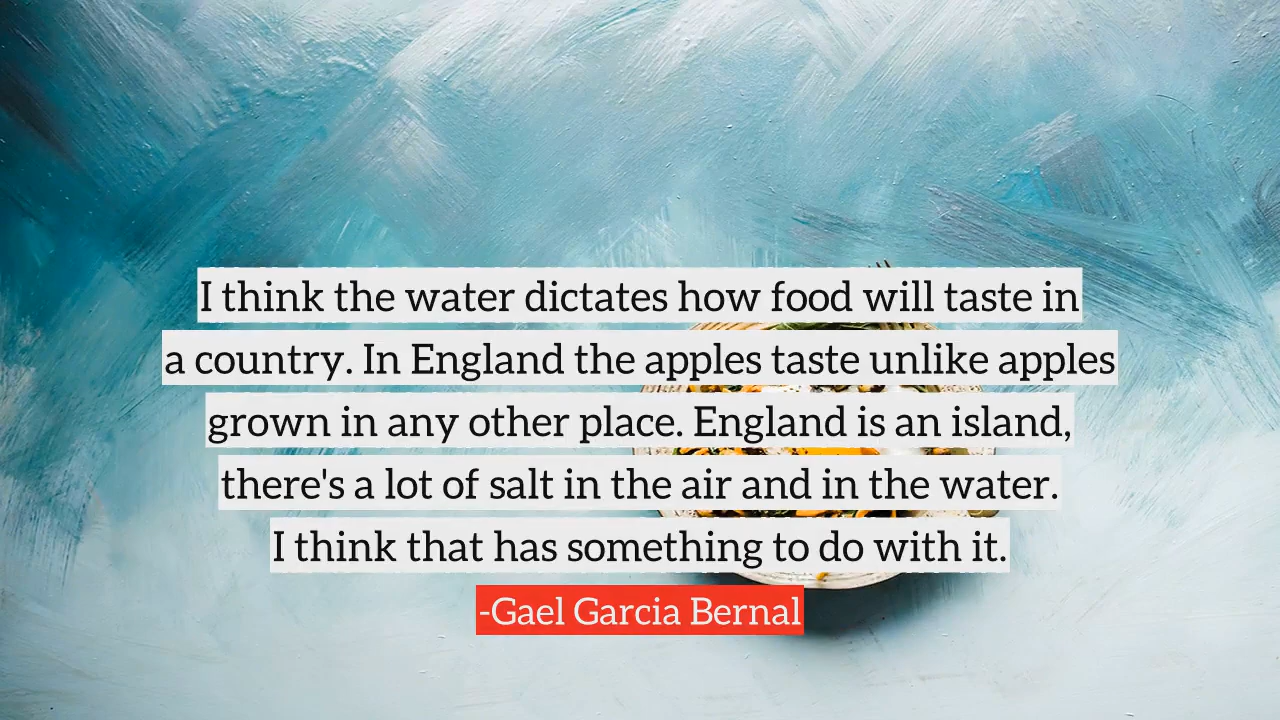 I think the water dictates how food will taste in
a country. In England the apples taste unlike apples
grown in any other place. England is an island,
there's a lot of salt in the air and in the water.
I think that has something to do with it.
-Gael Garcia Bernal